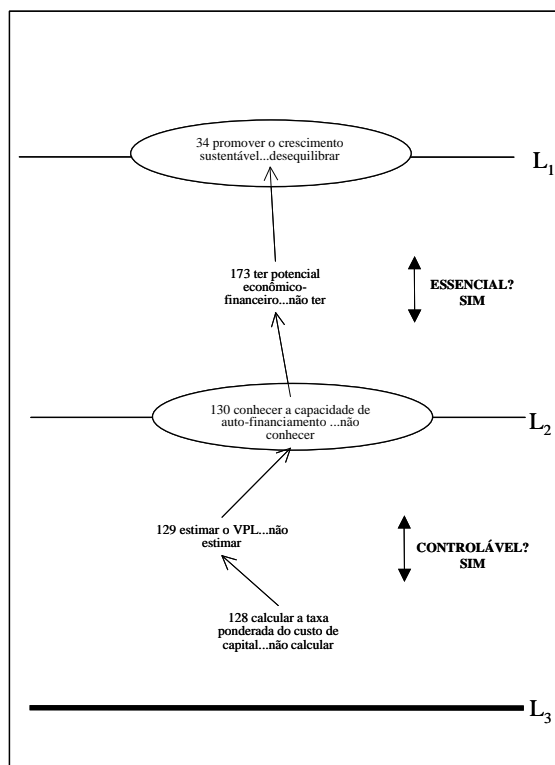 34 promover o crescimento
sustentável...desequilibrar
L1
173 ter potencial
econômico-
financeiro...não ter
ESSENCIAL?
SIM
130 conhecer a capacidade de
auto-financiamento ...não
conhecer
L2
129 estimar o VPL...não
estimar
CONTROLÁVEL?
SIM
128 calcular a taxa
ponderada do custo de
capital...não calcular
L3